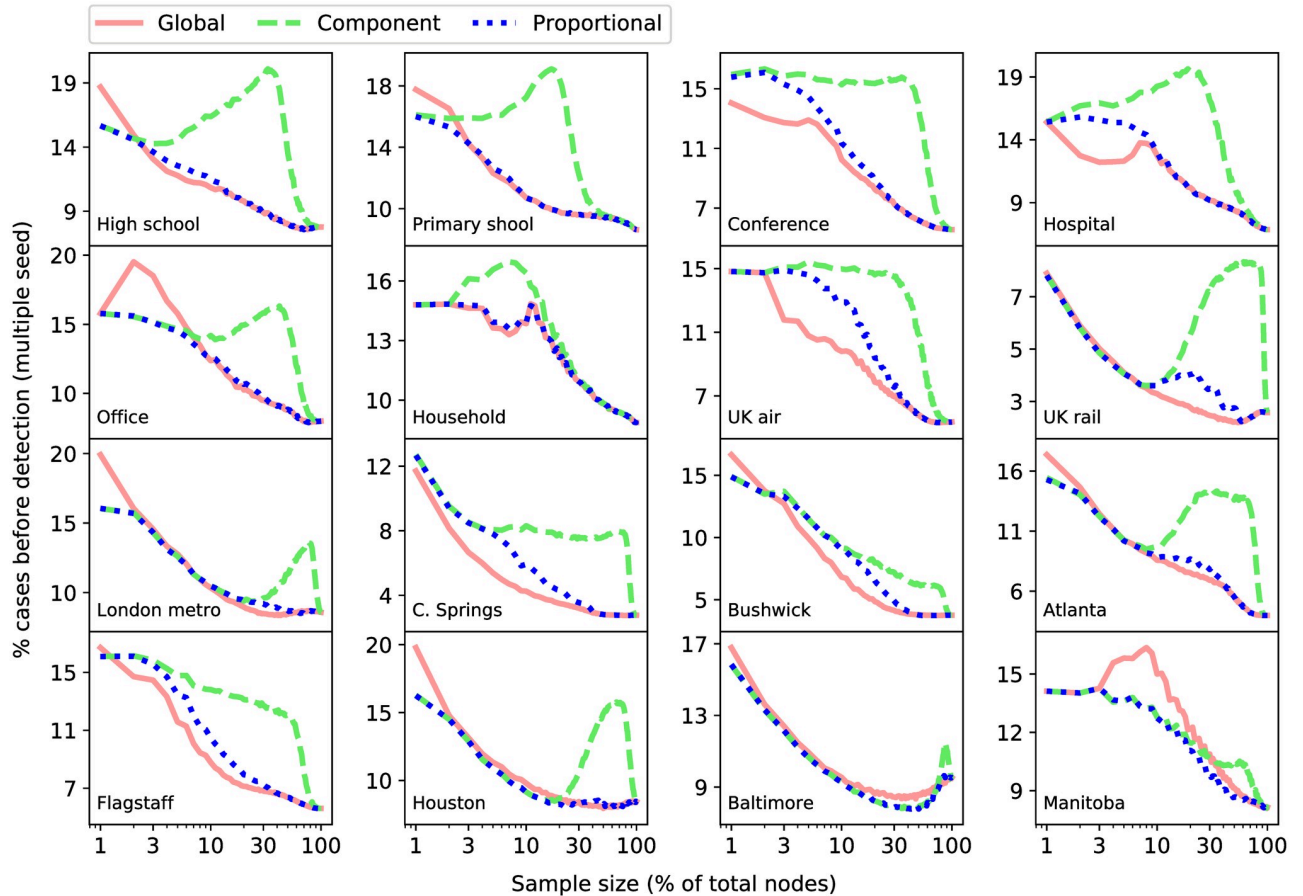 Global Component Proportional
% cases before detection (multiple seed)
19
14
9
High school
18
14
10
Primary shool
15
11
7
Conference
19
14
9
Hospital
20
15
10
Office
16
13
10
Household
15
11
7
UK air
7
5
3
UK rail
20
15
10
London metro
12
8
4
C. Springs
15
10
5
Bushwick
16
11
6
Atlanta
15
11
7
Flagstaff
20
15
10
Houston
17
13
9
Baltimore
15
12
9
Manitoba
1 3 10 30 100
1 3 10 30 100
1 3 10 30 100
1 3 10 30 100
Sample size (% of total nodes)